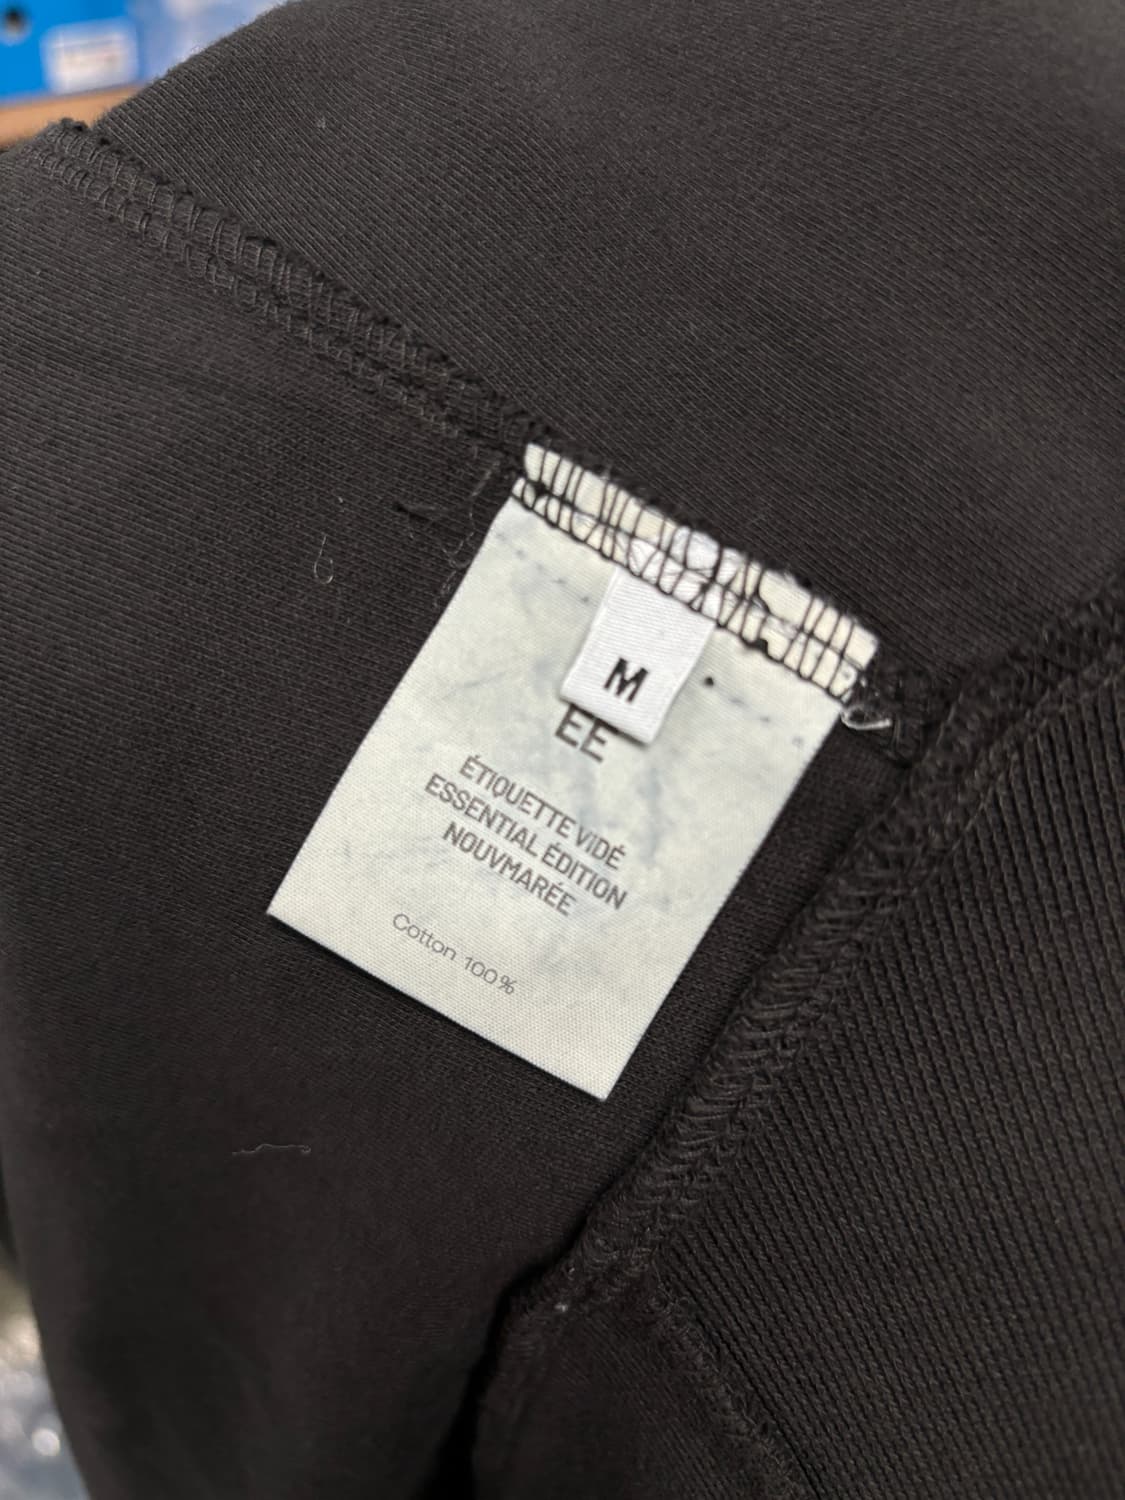 M
EE
ÉTIQUETTE VIDÉ
ESSENTIAL ÉDITION
NOUVMARÉE
Cotton 100%